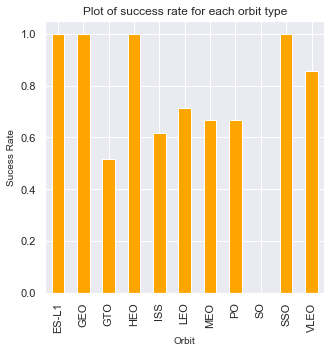 Plot of success rate for each orbit type
1.0
0.8
0.6
0.4
0.2
0.0
Sucess Rate
ES-L1
GEO
GTO
HEO
ISS
LEO
MEO
PO
SO
SSO
VLEO
Orbit